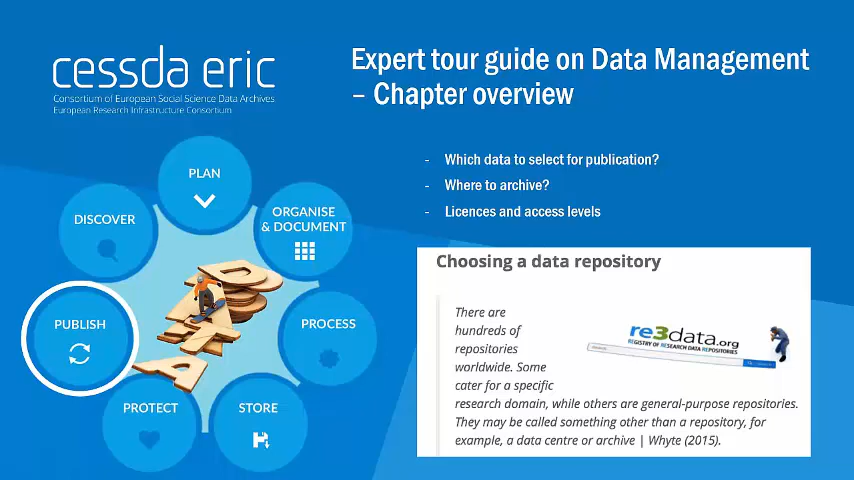 cessda eric
Consortium of European Social Science Data Archives
European Research Infrastructure Consortium
Expert tour guide on Data Management
– Chapter overview
- Which data to select for publication?
- Where to archive?
- Licences and access levels
PLAN
DISCOVER
ORGANISE
& DOCUMENT
PUBLISH
PROCESS
PROTECT
STORE
D
A
T
A
Choosing a data repository
There are
hundreds of
repositories
worldwide. Some
cater for a specific
research domain, while others are general-purpose repositories.
They may be called something other than a repository, for
example, a data centre or archive | Whyte (2015).
re3data.org
REGISTRY OF RESEARCH DATA REPOSITORIES